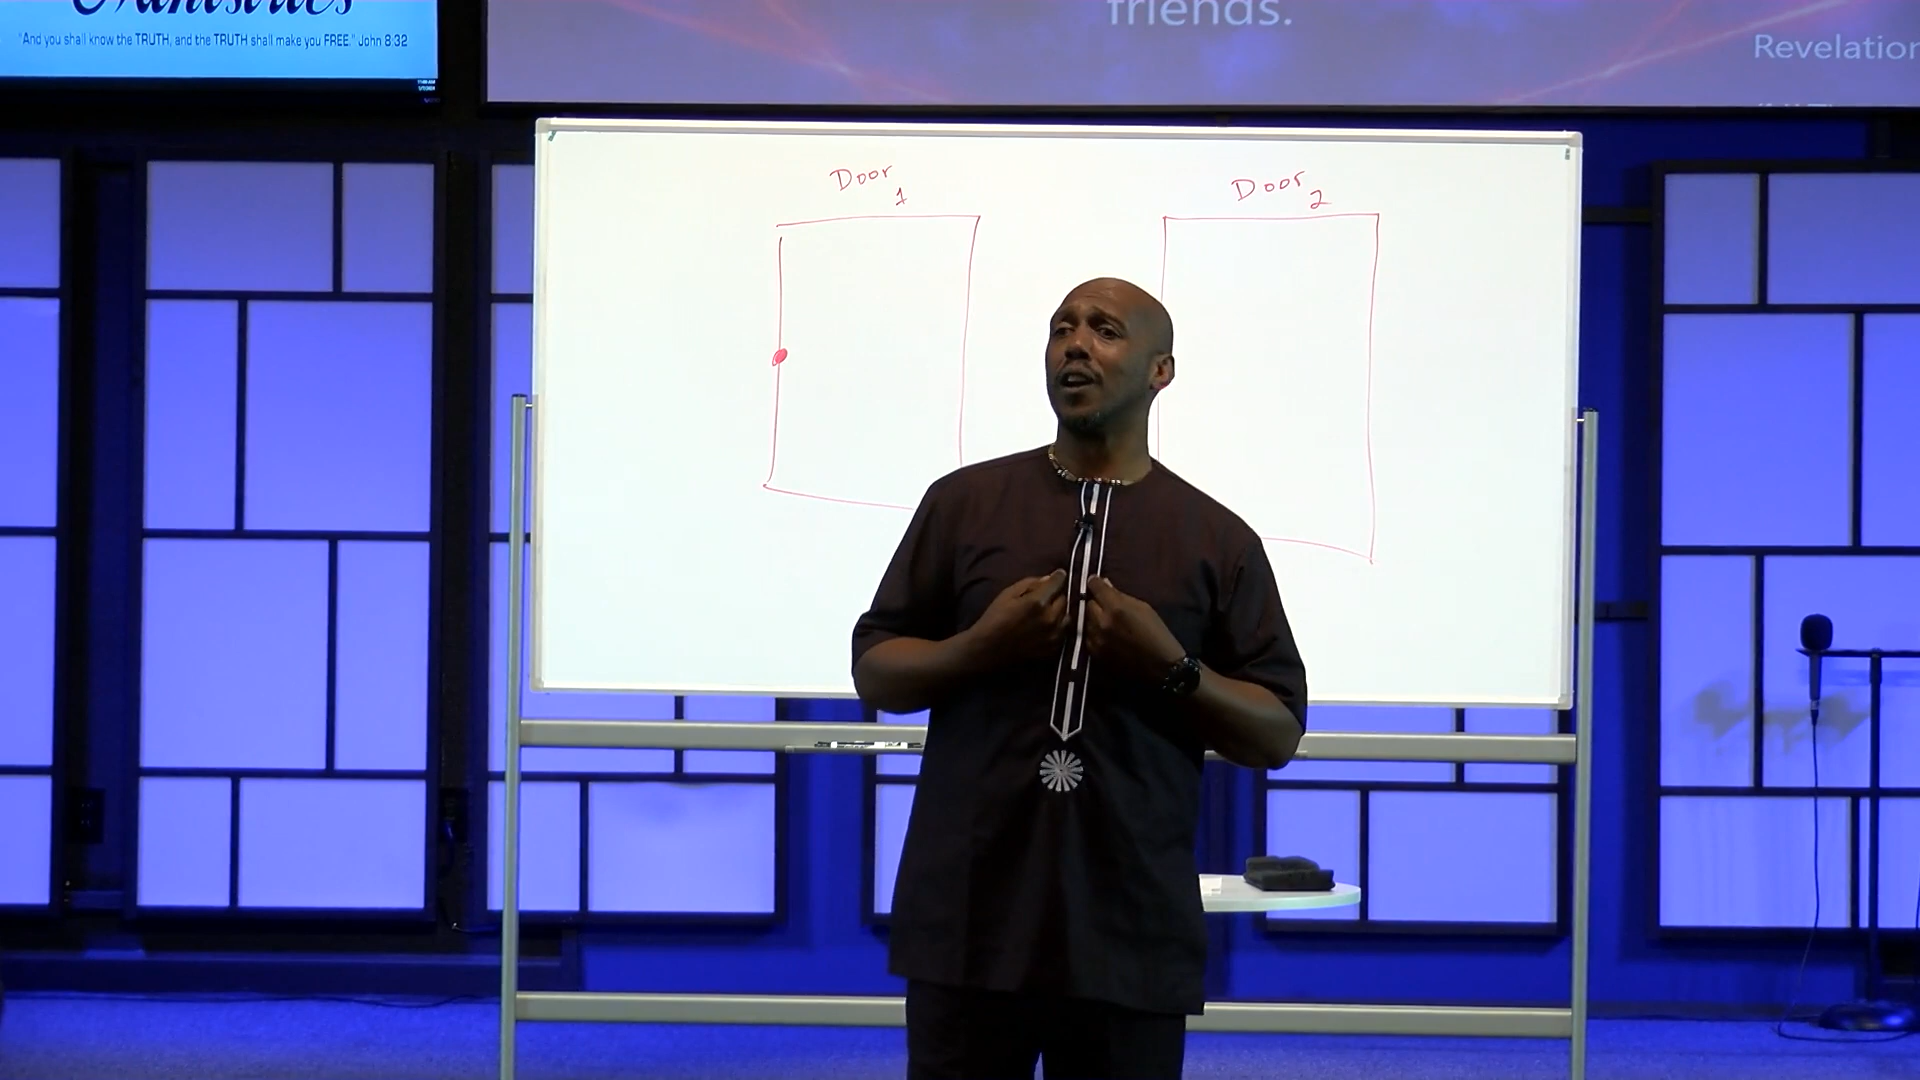 "And you shall know the TRUTH, and the TRUTH shall make you FREE." John 8:32
friends.
Revelation
Door
1
Door
2